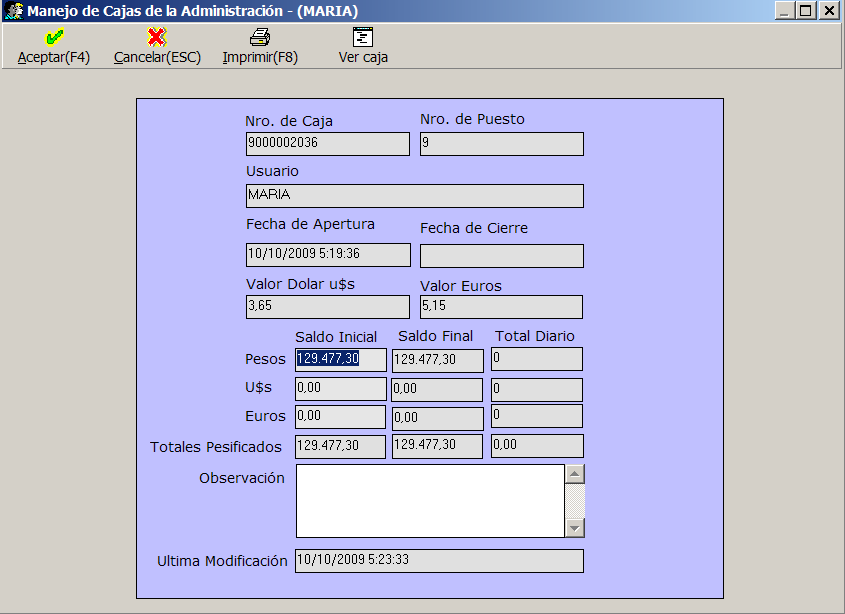 Manejo de Cajas de la Administración - (MARIA)
Aceptar(F4) Cancelar(ESC) Imprimir(F8) Ver caja
Nro. de Caja Nro. de Puesto
9000002036 9
Usuario
MARIA
Fecha de Apertura Fecha de Cierre
10/10/2009 5:19:36
Valor Dolar u$s Valor Euros
3,65 5,15
Saldo Inicial Saldo Final Total Diario
Pesos 129.477,30 129.477,30 0
U$s 0,00 0,00 0
Euros 0,00 0,00 0
Totales Pesificados 129.477,30 129.477,30 0,00
Observación
Ultima Modificación 10/10/2009 5:23:33